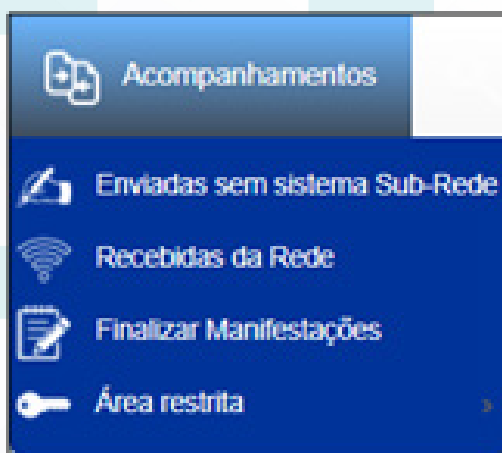 Acompanhamentos
Enviadas sem sistema Sub-Rede
Recebidas da Rede
Finalizar Manifestações
Área restrita